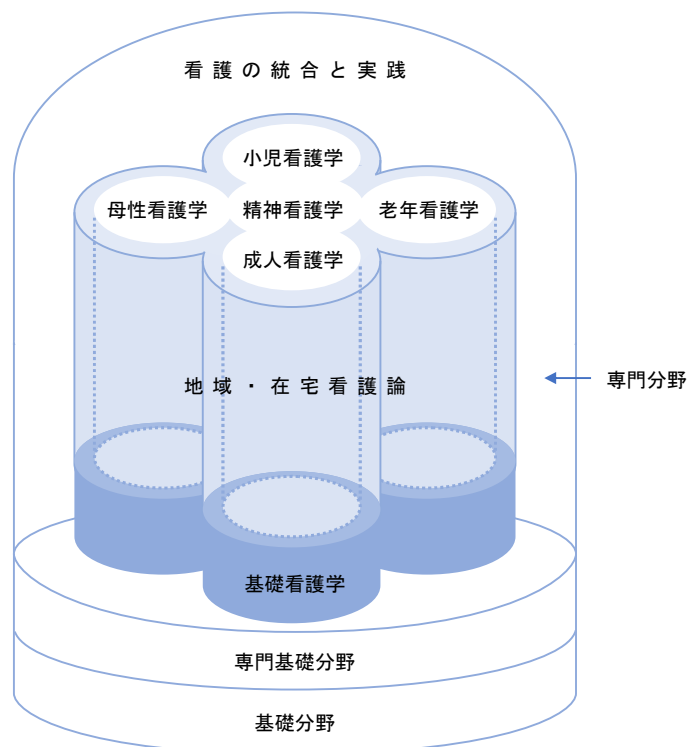 看護の統合と実践
小児看護学
母性看護学
精神看護学
老年看護学
成人看護学
地域・在宅看護論
専門分野
基礎看護学
専門基礎分野
基礎分野